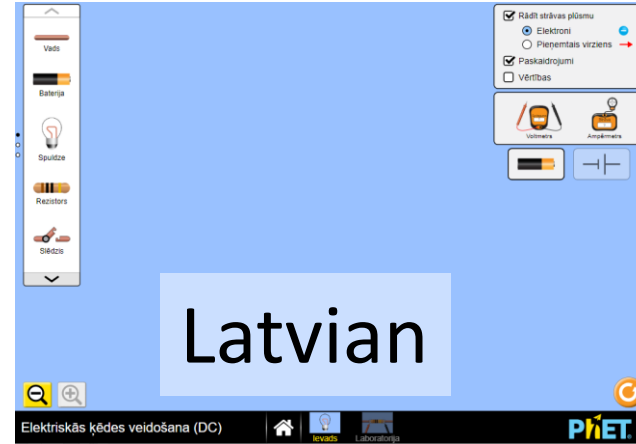 Vads
Baterija
Spuldze
Rezistors
Slēdzis
Rādīt strāvas plūsmu
Elektroni
Pieņemtais virziens
Paskaidrojumi
Vērtības
Voltmetrs
Ampērmetrs
Latvian
Elektriskās ķēdes veidošana (DC)
Ievads
Laboratorija
PhET